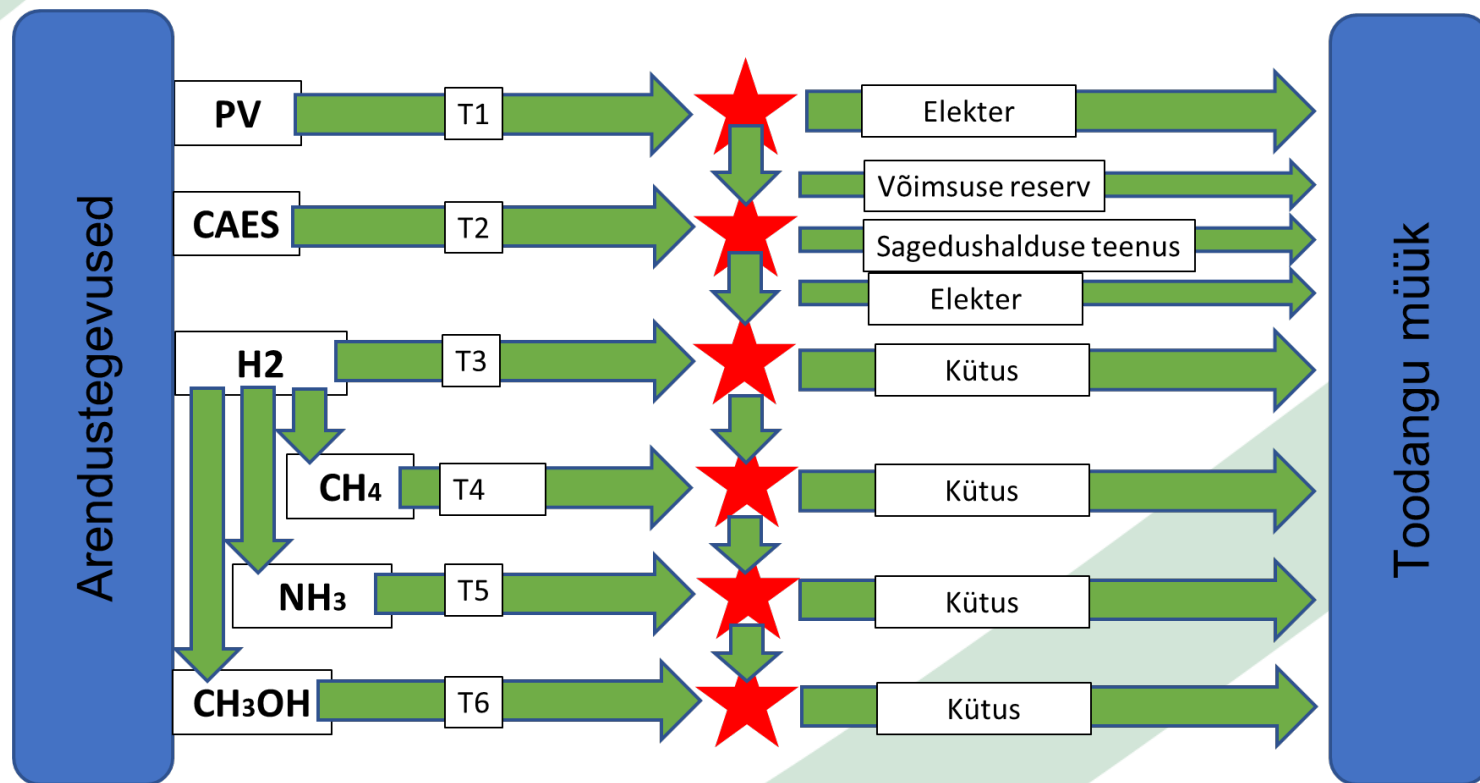 Arendustegevused
PV
T1
Elekter
Võimsuse reserv
CAES
T2
Sagedushalduse teenus
Elekter
H2
T3
Kütus
CH₄
T4
Kütus
NH₃
T5
Kütus
CH₃OH
T6
Kütus
Toodangu müük